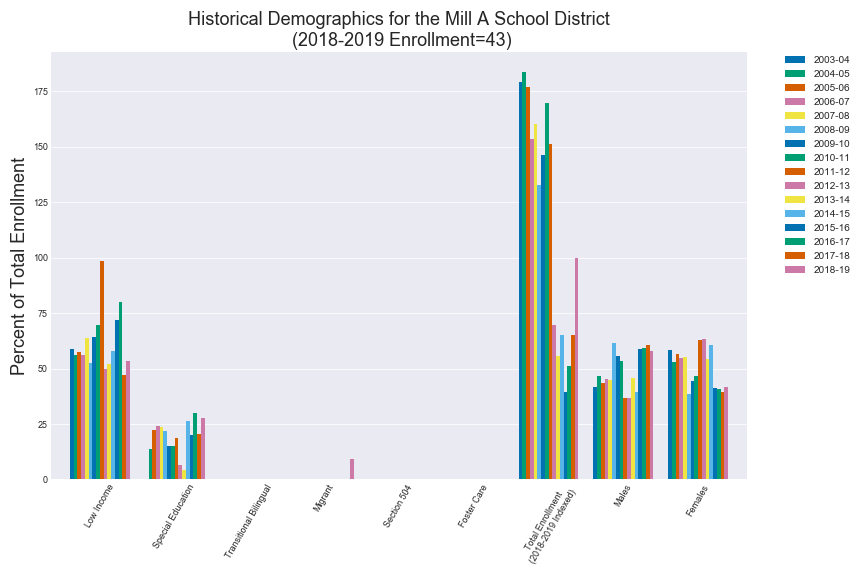 Historical Demographics for the Mill A School District
(2018-2019 Enrollment=43)
Percent of Total Enrollment
175
150
125
100
75
50
25
0
Low Income
Special Education
Transitional Bilingual
Migrant
Section 504
Foster Care
Total Enrollment
(2018-2019 Indexed)
Males
Females
2003-04
2004-05
2005-06
2006-07
2007-08
2008-09
2009-10
2010-11
2011-12
2012-13
2013-14
2014-15
2015-16
2016-17
2017-18
2018-19